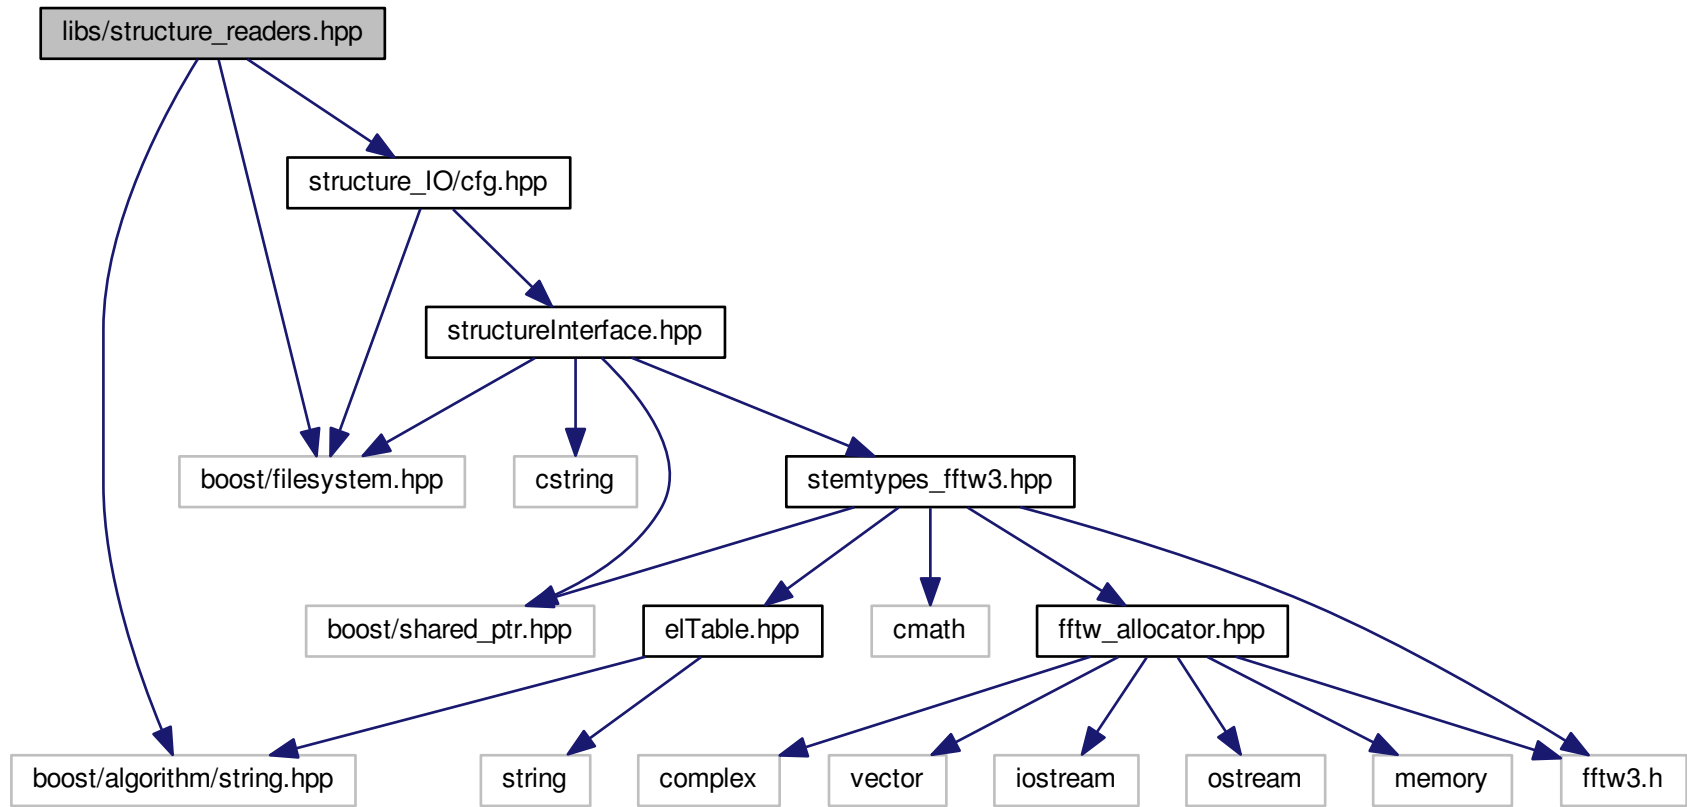 libs/structure_readers.hpp
structure_IO/cfg.hpp
structureInterface.hpp
boost/filesystem.hpp
cstring
stemtypes_fftw3.hpp
boost/shared_ptr.hpp
elTable.hpp
cmath
fftw_allocator.hpp
boost/algorithm/string.hpp
string
complex
vector
iostream
ostream
memory
fftw3.h